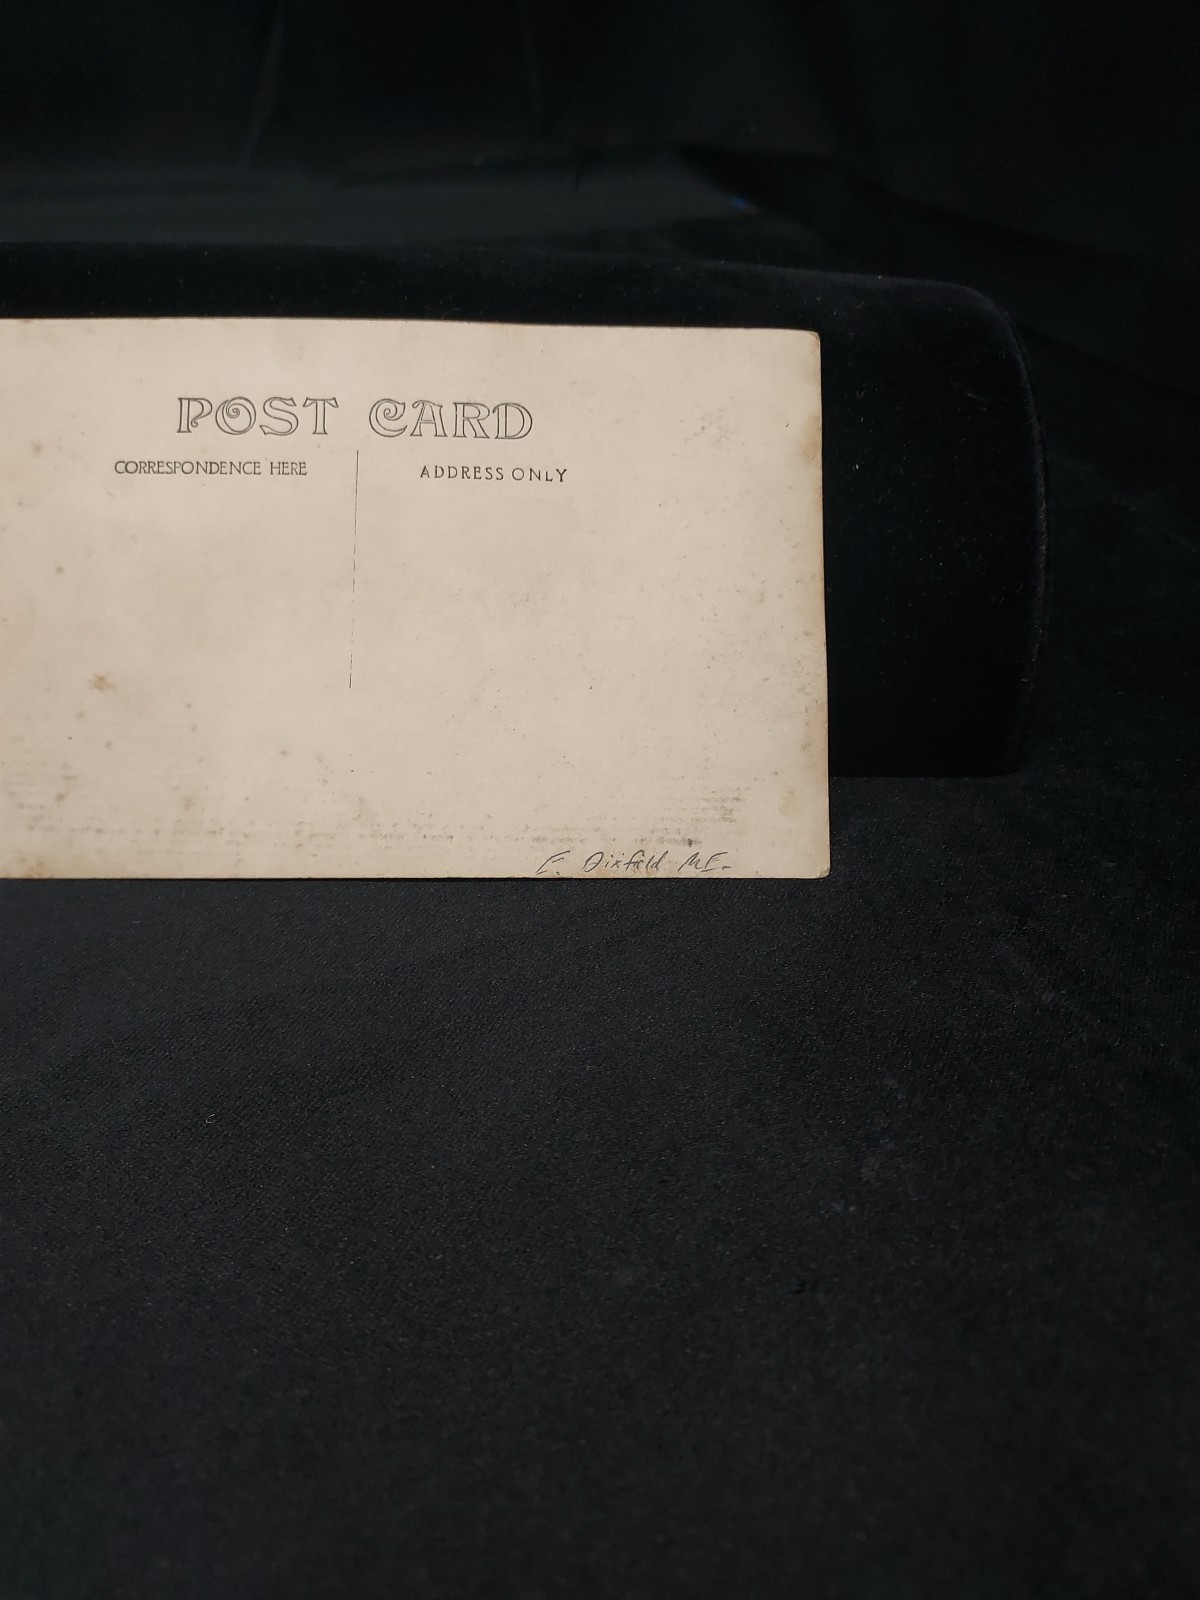 POST CARD
CORRESPONDENCE HERE
ADDRESS ONLY
E. Dixfield ME.